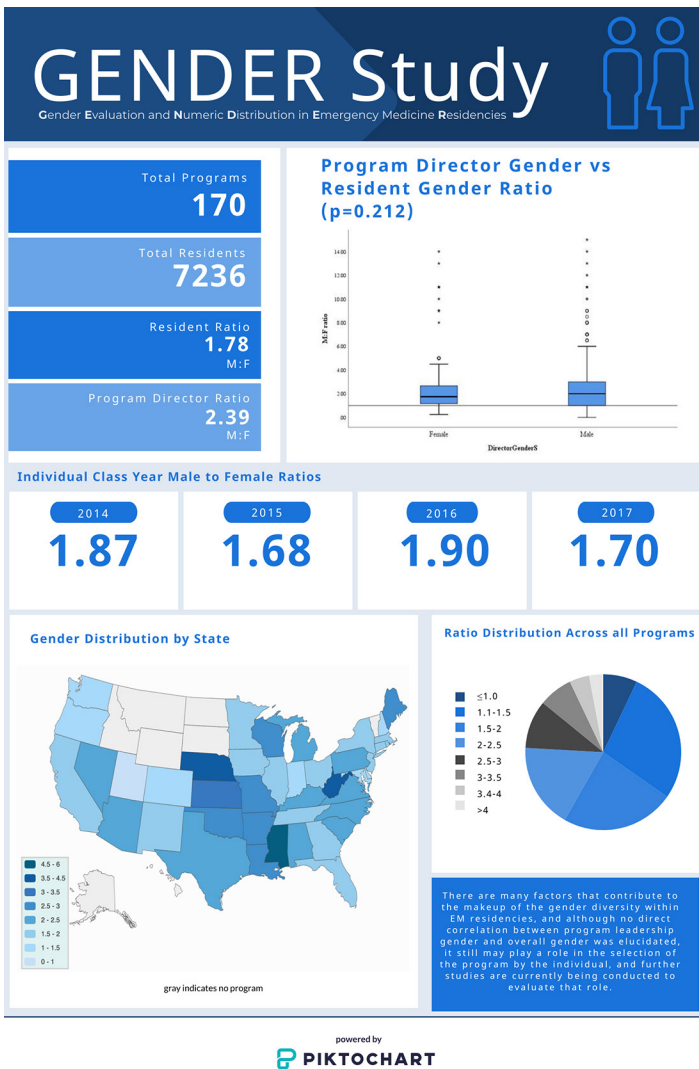 GENDER Study
Gender Evaluation and Numeric Distribution in Emergency Medicine Residencies
Total Programs
170
Total Residents
7236
Resident Ratio
1.78
M:F
Program Director Ratio
2.39
M:F
Program Director Gender vs
Resident Gender Ratio
(p=0.212)
M:F ratio
14.00
12.00
10.00
8.00
6.00
4.00
2.00
.00
Female
Male
DirectorGenderS
Individual Class Year Male to Female Ratios
2014
1.87
2015
1.68
2016
1.90
2017
1.70
Gender Distribution by State
4.5 - 6
3.5 - 4.5
3 - 3.5
2.5 - 3
2 - 2.5
1.5 - 2
1 - 1.5
0 - 1
gray indicates no program
Ratio Distribution Across all Programs
≤1.0
1.1-1.5
1.5-2
2-2.5
2.5-3
3-3.5
3.4-4
>4
There are many factors that contribute to
the makeup of the gender diversity within
EM residencies, and although no direct
correlation between program leadership
gender and overall gender was elucidated,
it still may play a role in the selection of
the program by the individual, and further
studies are currently being conducted to
evaluate that role.
powered by
PIKTOCHART